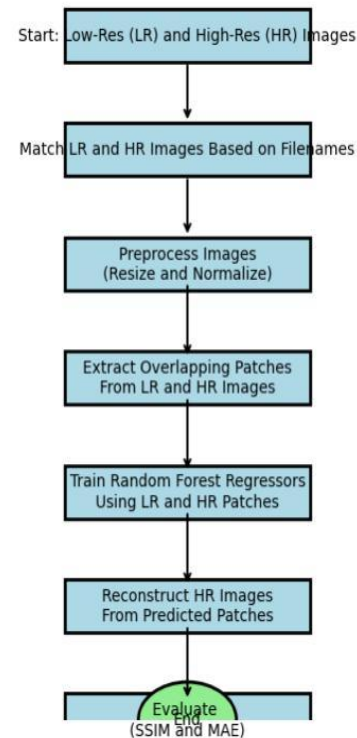 Start: Low-Res (LR) and High-Res (HR) Images
Match LR and HR Images Based on Filenames
Preprocess Images
(Resize and Normalize)
Extract Overlapping Patches
From LR and HR Images
Train Random Forest Regressors
Using LR and HR Patches
Reconstruct HR Images
From Predicted Patches
Evaluate
End
(SSIM and MAE)